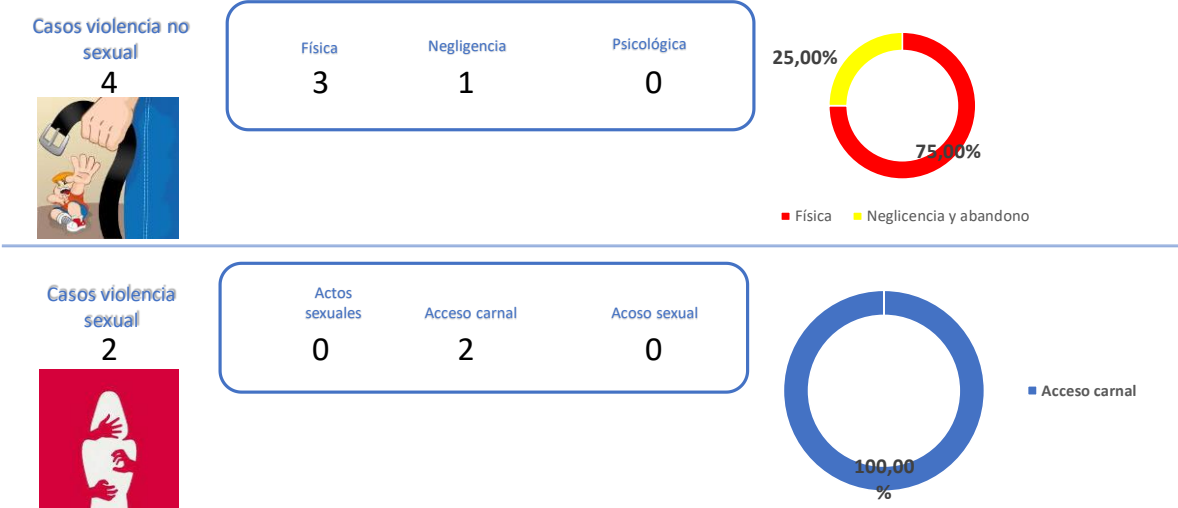 Casos violencia no
sexual
4
Física
Negligencia
Psicológica
3
1
0
25,00%
75,00%
Física
Neglicencia y abandono
Casos violencia
sexual
2
Actos
sexuales
Acceso carnal
Acoso sexual
0
2
0
100,00
%
Acceso carnal